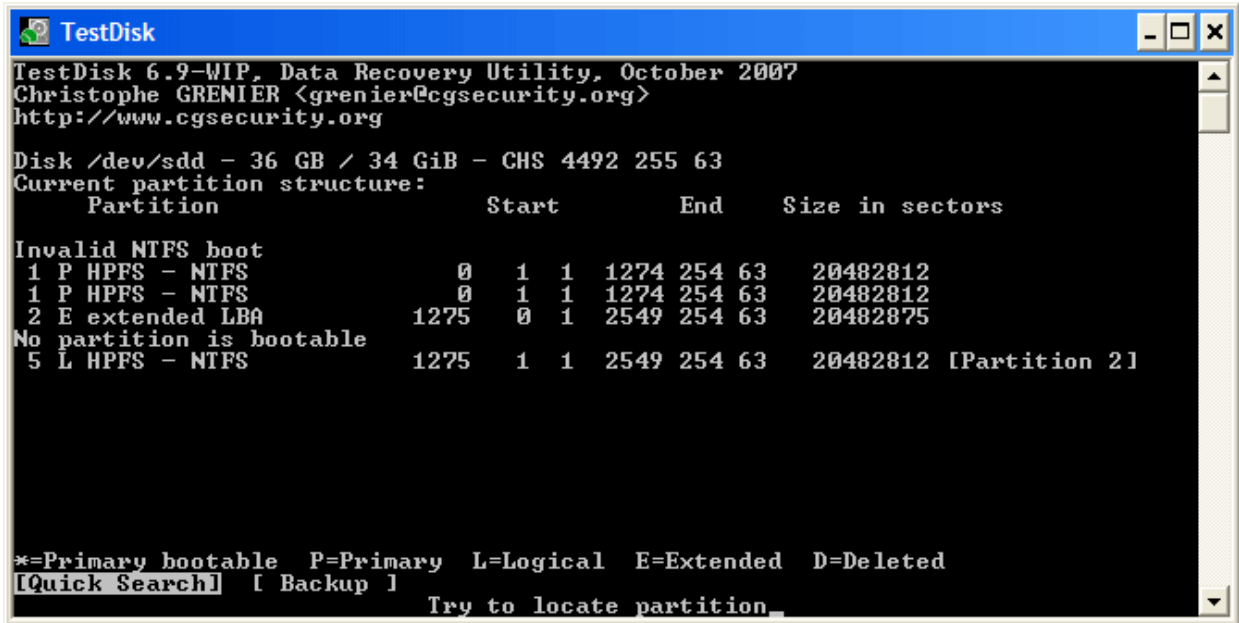 TestDisk
TestDisk 6.9-WIP, Data Recovery Utility, October 2007
Christophe GRENIER <grenier@cgsecurity.org>
http://www.cgsecurity.org
Disk /dev/sdd - 36 GB / 34 GiB - CHS 4492 255 63
Current partition structure:
Partition Start End Size in sectors
Invalid NTFS boot
1 P HPFS - NTFS 0 1 1 1274 254 63 20482812
1 P HPFS - NTFS 0 1 1 1274 254 63 20482812
2 E extended LBA 1275 0 1 2549 254 63 20482875
No partition is bootable
5 L HPFS - NTFS 1275 1 1 2549 254 63 20482812 [Partition 2]
*=Primary bootable P=Primary L=Logical E=Extended D=Deleted
[Quick Search] [ Backup ]
Try to locate partition_